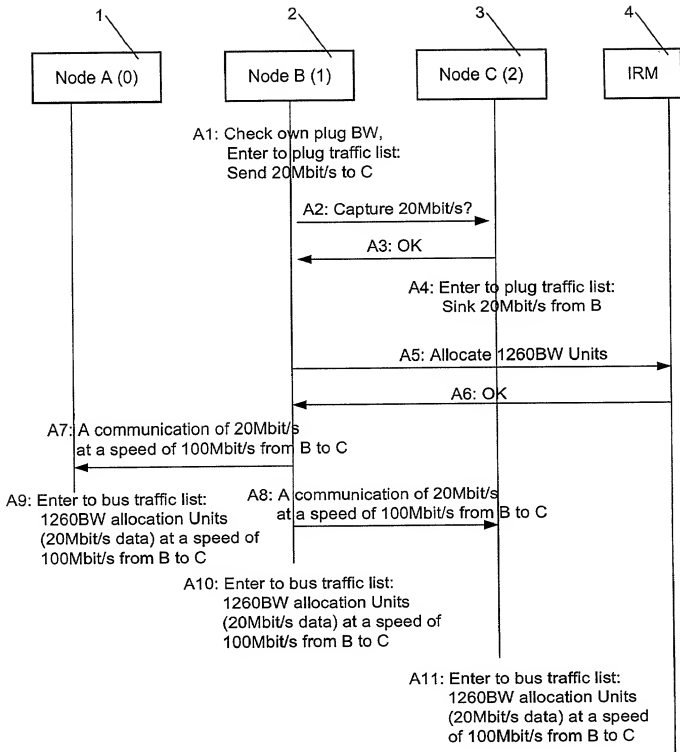 1
2
3
4
Node A (0)
Node B (1)
Node C (2)
IRM
A1: Check own plug BW,
Enter to plug traffic list:
Send 20Mbit/s to C
A2: Capture 20Mbit/s?
A3: OK
A4: Enter to plug traffic list:
Sink 20Mbit/s from B
A5: Allocate 1260BW Units
A6: OK
A7: A communication of 20Mbit/s
at a speed of 100Mbit/s from B to C
A8: A communication of 20Mbit/s
at a speed of 100Mbit/s from B to C
A9: Enter to bus traffic list:
1260BW allocation Units
(20Mbit/s data) at a speed of
100Mbit/s from B to C
A10: Enter to bus traffic list:
1260BW allocation Units
(20Mbit/s data) at a speed of
100Mbit/s from B to C
A11: Enter to bus traffic list:
1260BW allocation Units
(20Mbit/s data) at a speed
of 100Mbit/s from B to C